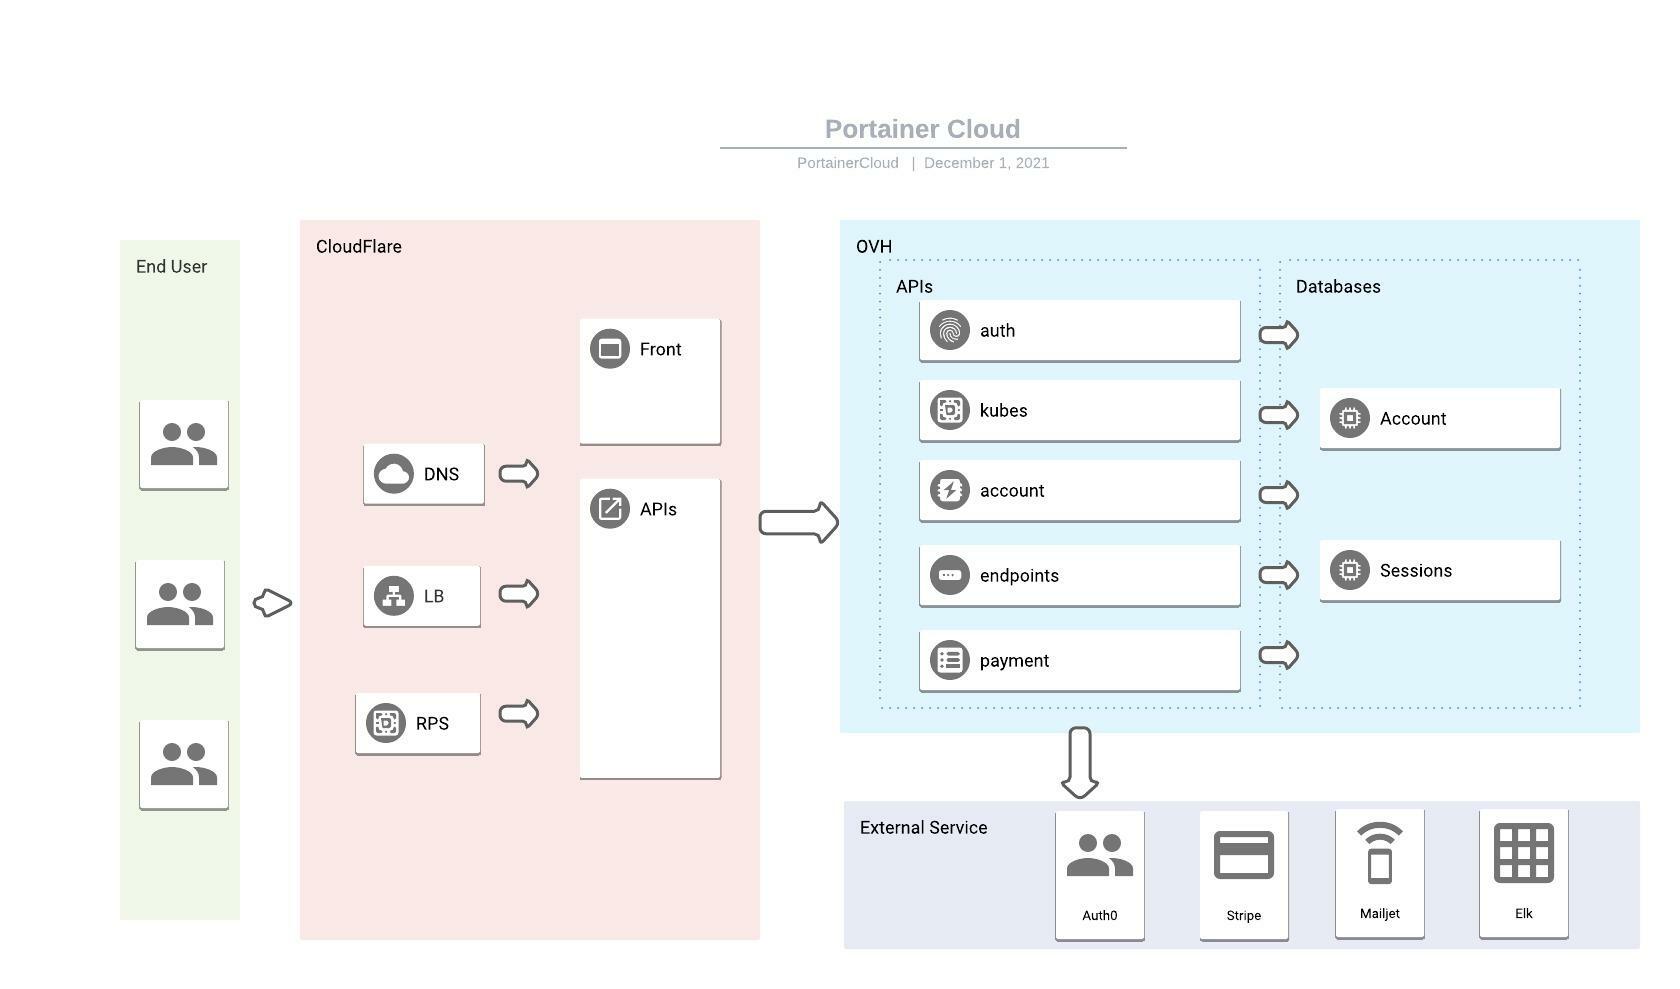 Portainer Cloud
PortainerCloud | December 1, 2021
End User
CloudFlare
Front
DNS
APIs
LB
RPS
OVH
APIs
auth
kubes
account
endpoints
payment
Databases
Account
Sessions
External Service
Auth0
Stripe
Mailjet
Elk